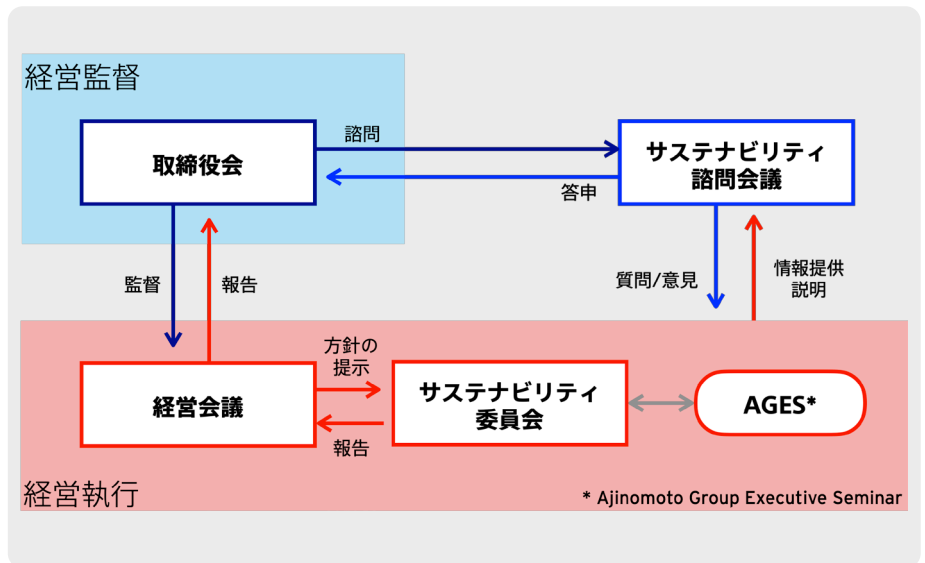 経営監督
取締役会
諮問
答申
サステナビリティ
諮問会議
監督
報告
質問/意見
情報提供
説明
経営会議
方針の
提示
報告
サステナビリティ
委員会
AGES*
経営執行
* Ajinomoto Group Executive Seminar